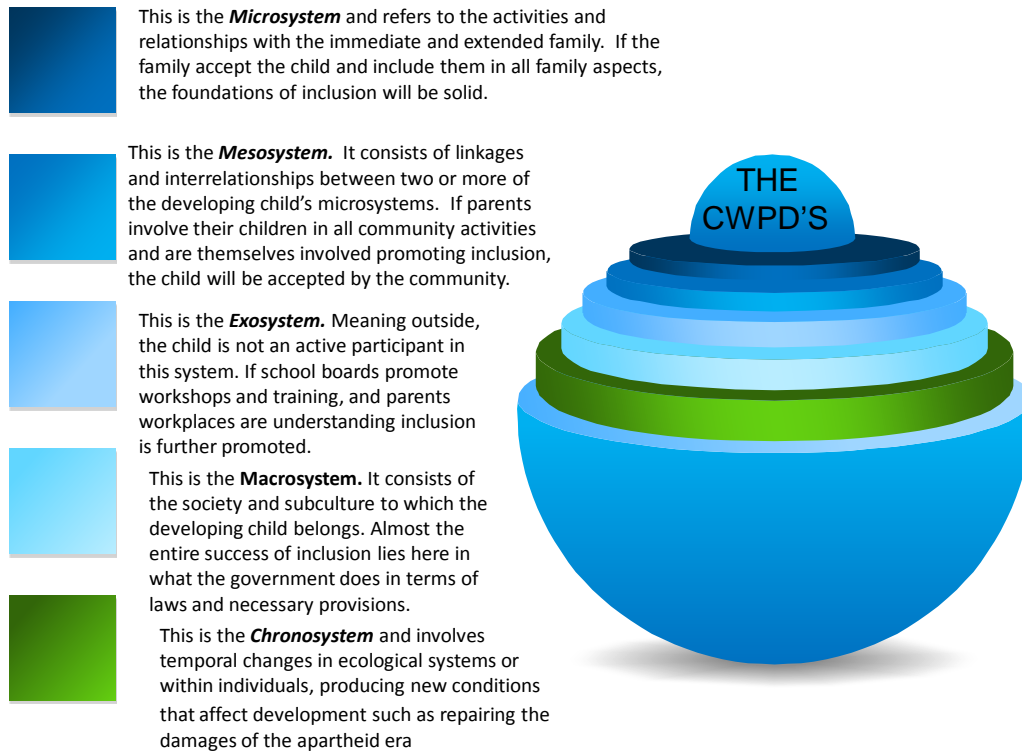 This is the Microsystem and refers to the activities and
relationships with the immediate and extended family.  If the
family accept the child and include them in all family aspects,
the foundations of inclusion will be solid.
This is the Mesosystem.  It consists of linkages
and interrelationships between two or more of
the developing child's microsystems.  If parents
involve their children in all community activities
and are themselves involved promoting inclusion,
the child will be accepted by the community.
This is the Exosystem. Meaning outside,
the child is not an active participant in
this system. If school boards promote
workshops and training, and parents
workplaces are understanding inclusion
is further promoted.
This is the Macrosystem. It consists of
the society and subculture to which the
developing child belongs. Almost the
entire success of inclusion lies here in
what the government does in terms of
laws and necessary provisions.
This is the Chronosystem and involves
temporal changes in ecological systems or
within individuals, producing new conditions
that affect development such as repairing the
damages of the apartheid era
THE
CWPD'S